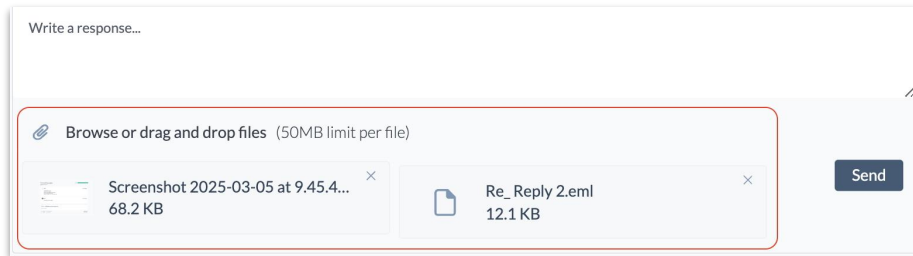 Write a response...
Browse or drag and drop files (50MB limit per file)
Screenshot 2025-03-05 at 9.45.4...
68.2 KB
Re_ Reply 2.eml
12.1 KB
Send